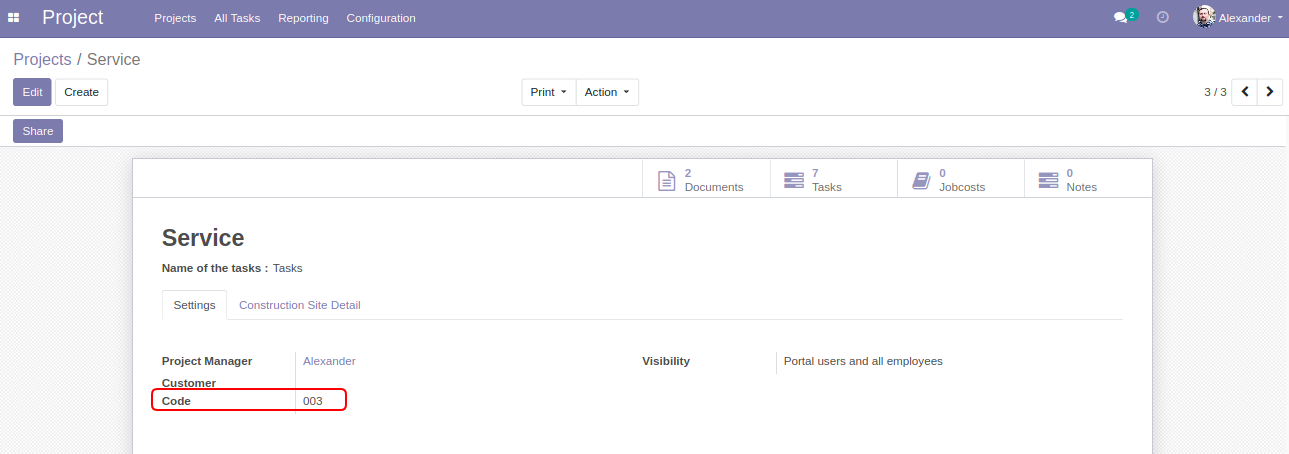 Project Projects All Tasks Reporting Configuration 2 Alexander
Projects / Service
Edit Create Print Action 3 / 3
Share
2 7 0 0
Documents Tasks Jobcosts Notes
Service
Name of the tasks : Tasks
Settings Construction Site Detail
Project Manager Alexander Visibility Portal users and all employees
Customer
Code 003